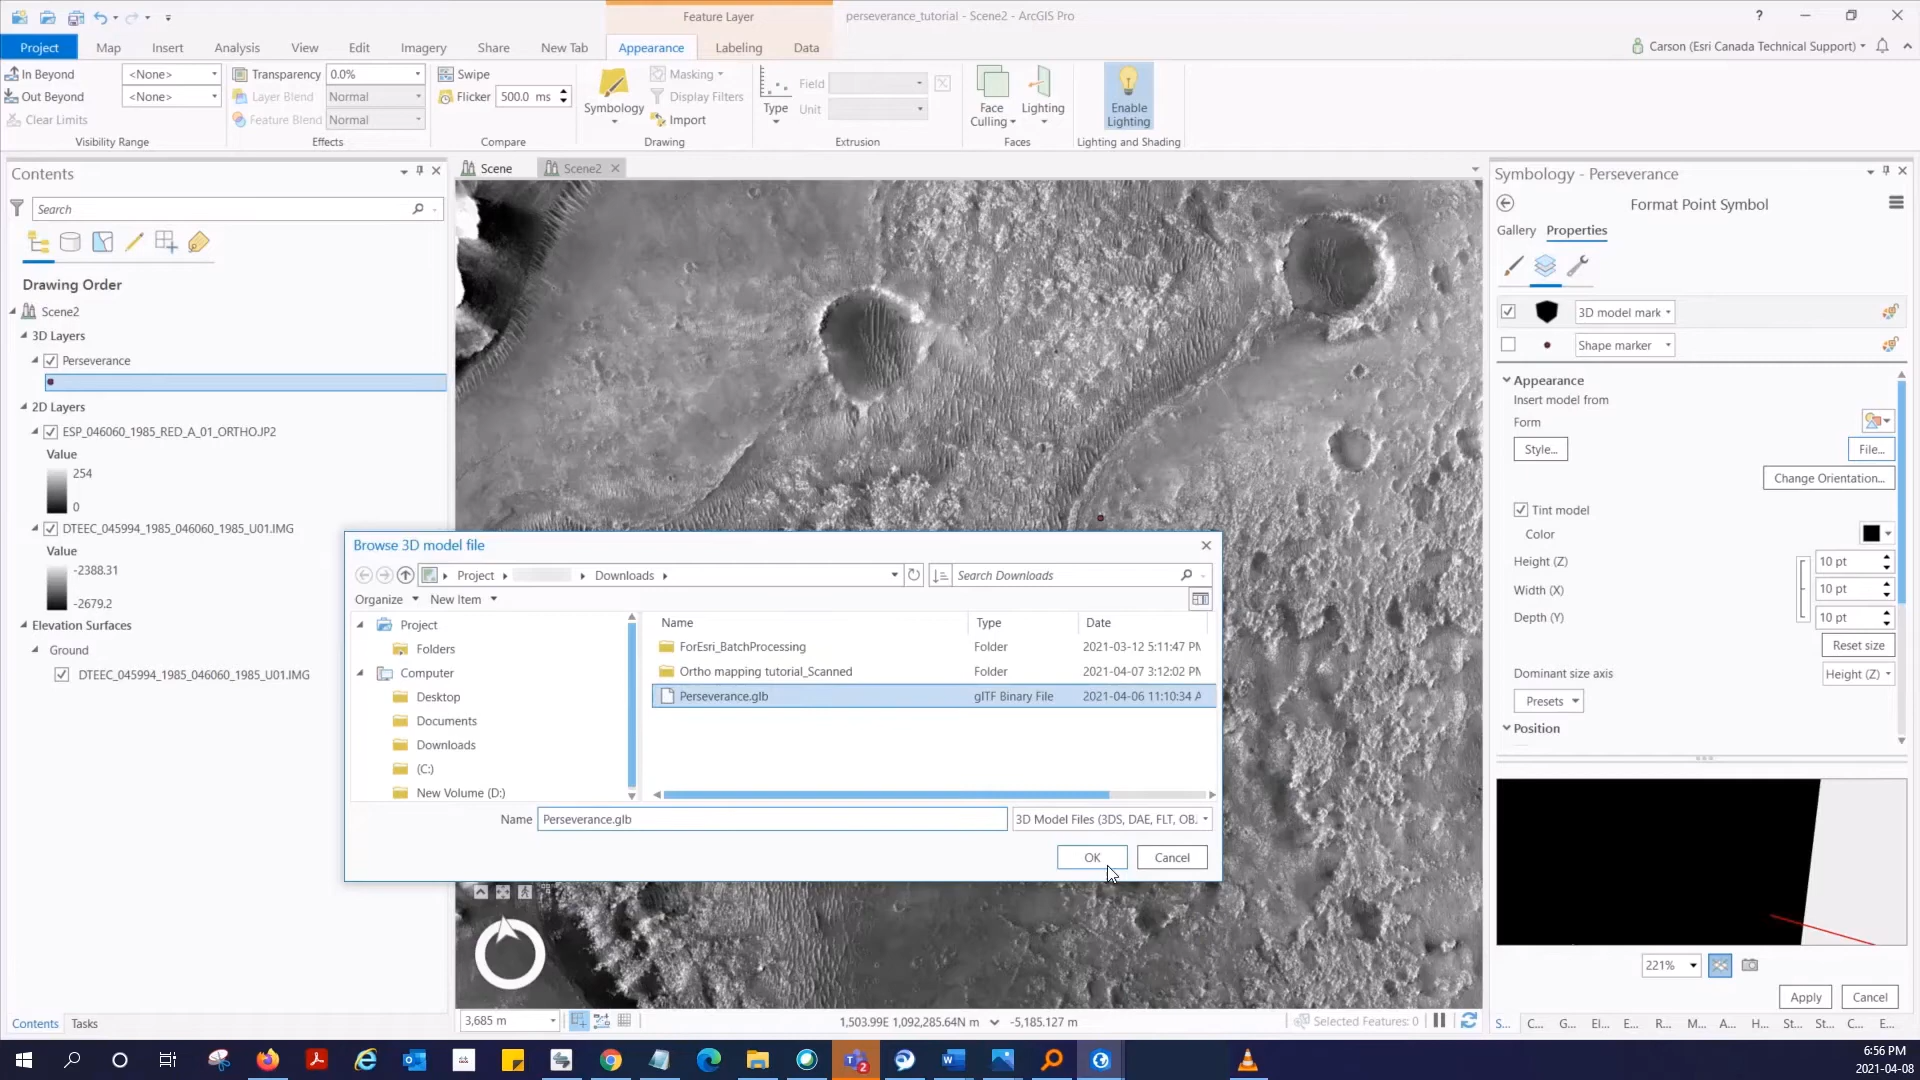 Feature Layer
perseverance_tutorial - Scene2 - ArcGIS Pro
?
Project Map Insert Analysis View Edit Imagery Share New Tab Appearance Labeling Data
Carson (Esri Canada Technical Support)
In Beyond <None>
Out Beyond <None>
Clear Limits
Visibility Range
Transparency 0.0%
Layer Blend Normal
Feature Blend Normal
Effects
Swipe
Flicker 500.0 ms
Compare
Symbology
Masking
Display Filters
Import
Drawing
Type
Field
Unit
Extrusion
Face Culling
Lighting
Faces
Enable Lighting
Lighting and Shading
Contents
Search
Drawing Order
Scene2
3D Layers
Perseverance
2D Layers
ESP_046060_1985_RED_A_01_ORTHO.JP2
Value
254
0
DTEEC_045994_1985_046060_1985_U01.IMG
Value
-2388.31
-2679.2
Elevation Surfaces
Ground
DTEEC_045994_1985_046060_1985_U01.IMG
Contents Tasks
Scene Scene2
Browse 3D model file
Project Downloads
Search Downloads
Organize New Item
Project
Folders
Computer
Desktop
Documents
Downloads
(C:)
New Volume (D:)
Name Type Date
ForEsri_BatchProcessing Folder 2021-03-12 5:11:47 PM
Ortho mapping tutorial_Scanned Folder 2021-04-07 3:12:02 PM
Perseverance.glb glTF Binary File 2021-04-06 11:10:34 A
Name Perseverance.glb
3D Model Files (3DS, DAE, FLT, OB.
OK Cancel
3,685 m
1,503.99E 1,092,285.64N m
-5,185.127 m
Selected Features: 0
Symbology - Perseverance
Format Point Symbol
Gallery Properties
3D model mark
Shape marker
Appearance
Insert model from
Form
Style... File...
Change Orientation...
Tint model
Color
Height (Z) 10 pt
Width (X) 10 pt
Depth (Y) 10 pt
Reset size
Dominant size axis Height (Z)
Presets
Position
221%
Apply Cancel
S... C... G... El... E... R... M... A... H... St... St... C... E...
2
6:56 PM
2021-04-08